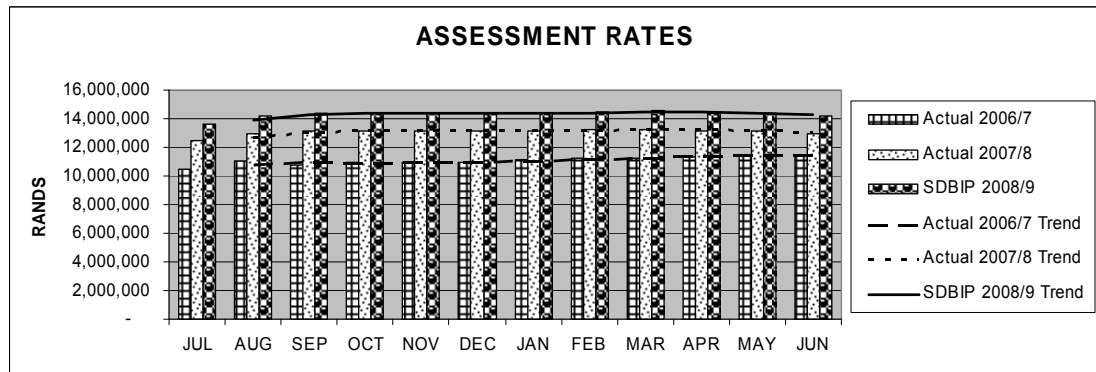 ASSESSMENT RATES
RANDS
16,000,000
14,000,000
12,000,000
10,000,000
8,000,000
6,000,000
4,000,000
2,000,000
-
JUL AUG SEP OCT NOV DEC JAN FEB MAR APR MAY JUN
Actual 2006/7
Actual 2007/8
SDBIP 2008/9
Actual 2006/7 Trend
Actual 2007/8 Trend
SDBIP 2008/9 Trend